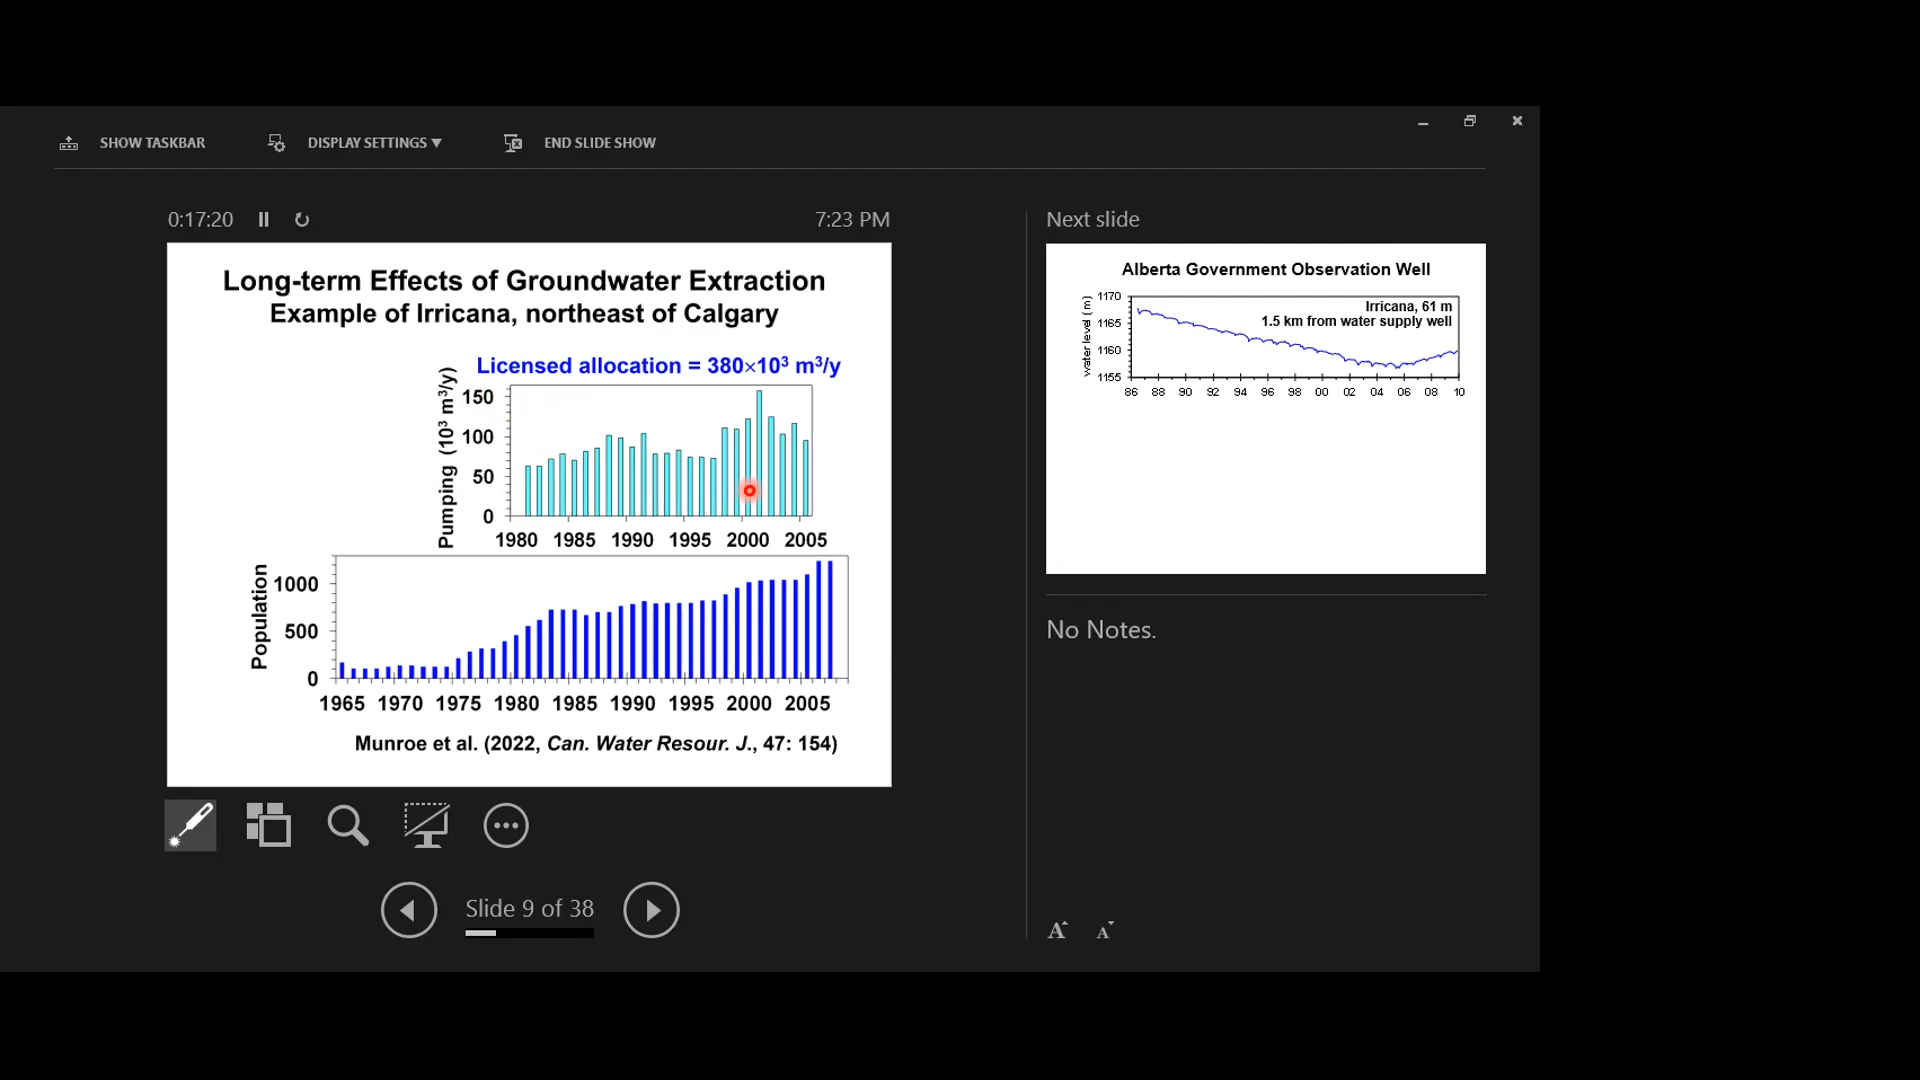 SHOW TASKBAR
DISPLAY SETTINGS
END SLIDE SHOW
0:17:20
7:23 PM
Long-term Effects of Groundwater Extraction
Example of Irricana, northeast of Calgary
Licensed allocation = 380×10³ m³/y
Pumping (10³ m³/y)
150
100
50
0
1980 1985 1990 1995 2000 2005
Population
1000
500
0
1965 1970 1975 1980 1985 1990 1995 2000 2005
Munroe et al. (2022, Can. Water Resour. J., 47: 154)
Slide 9 of 38
Next slide
Alberta Government Observation Well
water level (m)
1170
1165
1160
1155
Irricana, 61 m
1.5 km from water supply well
86 88 90 92 94 96 98 00 02 04 06 08 10
No Notes.
A A